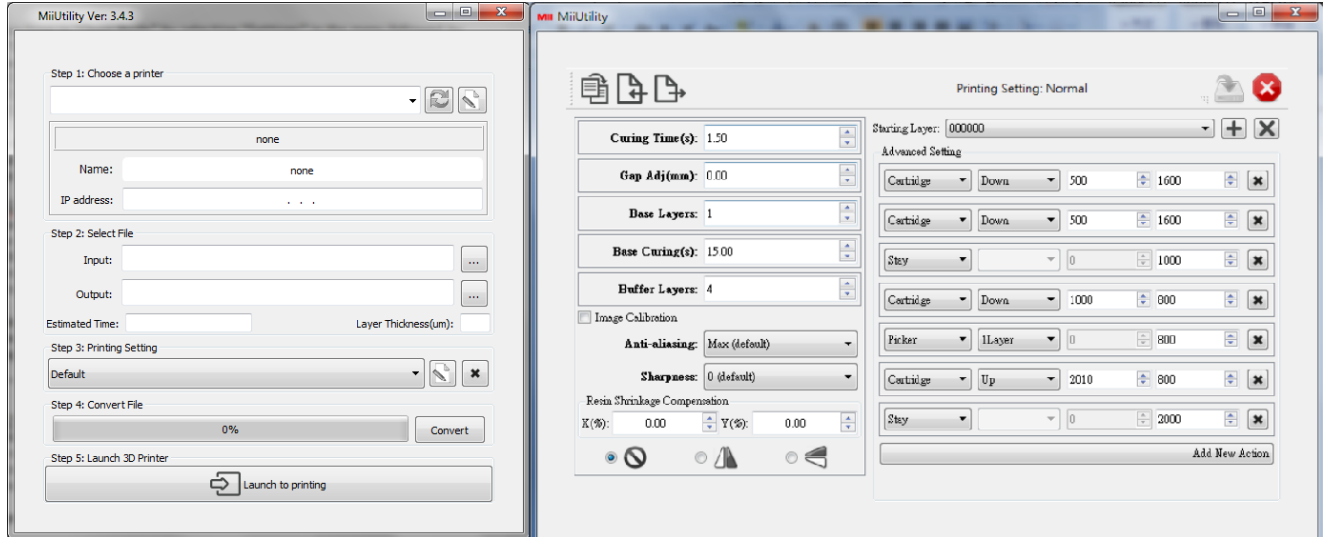 MiiUtility Ver: 3.4.3
Step 1: Choose a printer
none
Name: none
IP address: . . .
Step 2: Select File
Input: ...
Output: ...
Estimated Time: Layer Thickness(um):
Step 3: Printing Setting
Default
Step 4: Convert File
0% Convert
Step 5: Launch 3D Printer
Launch to printing
Mii MiiUtility
Printing Setting: Normal
Curing Time(s): 1.50
Gap Adj(mm): 0.00
Base Layers: 1
Base Curing(s): 15.00
Buffer Layers: 4
Image Calibration
Anti-aliasing: Max (default)
Sharpness: 0 (default)
Resin Shrinkage Compensation
X(%): 0.00 Y(%): 0.00
Starting Layer: 000000
Advanced Setting
Cartridge Down 500 1600
Cartridge Down 500 1600
Stay 0 1000
Cartridge Down 1000 800
Picker 1Layer 0 800
Cartridge Up 2010 800
Stay 0 2000
Add New Action